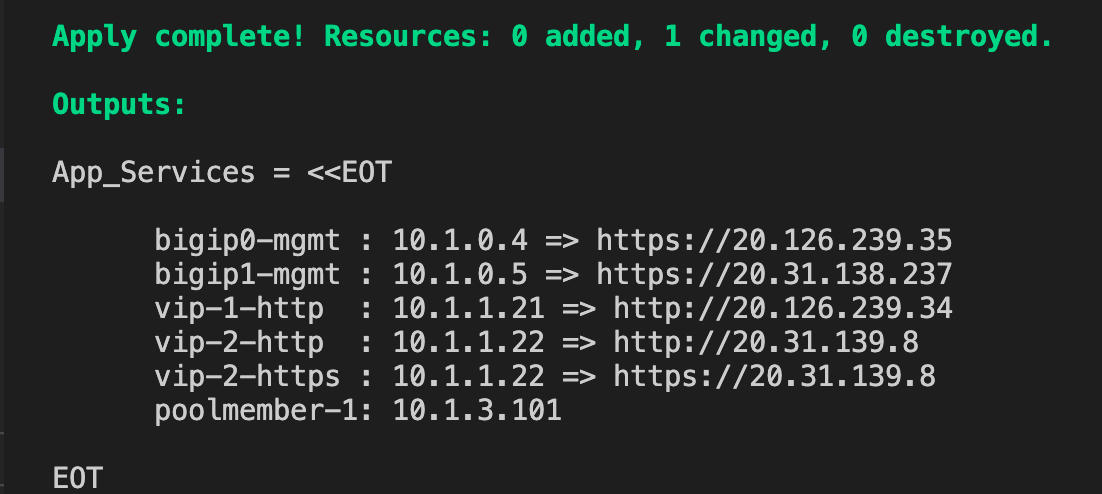 Apply complete! Resources: 0 added, 1 changed, 0 destroyed.
Outputs:
App_Services = <<EOT
bigip0-mgmt : 10.1.0.4 => https://20.126.239.35
bigip1-mgmt : 10.1.0.5 => https://20.31.138.237
vip-1-http  : 10.1.1.21 => http://20.126.239.34
vip-2-http  : 10.1.1.22 => http://20.31.139.8
vip-2-https : 10.1.1.22 => https://20.31.139.8
poolmember-1: 10.1.3.101
EOT